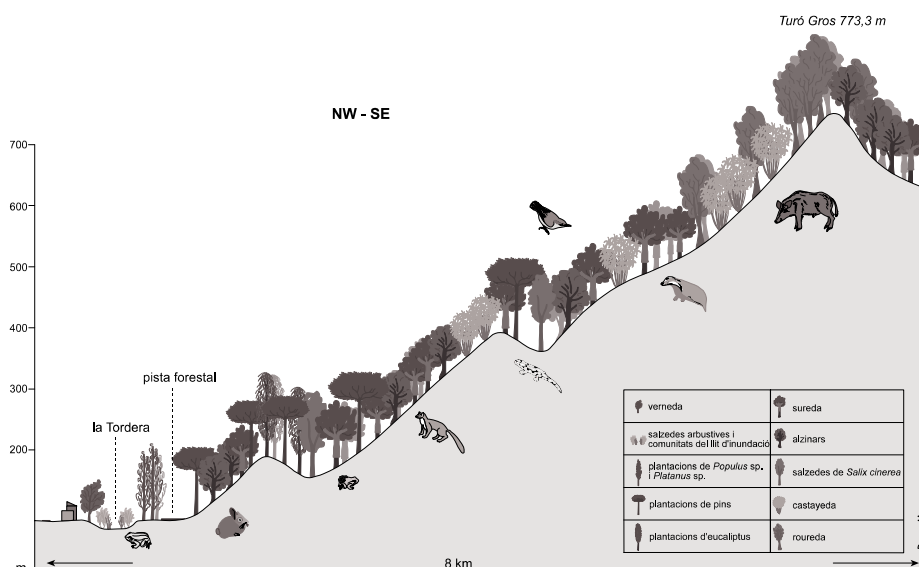 Turó Gros 773,3 m
NW - SE
700
600
500
400
300
200
pista forestal
la Tordera
verneda
sureda
salzedes arbustives i
comunitats del llit d'inundació
alzinars
plantacions de Populus sp.
i Platanus sp.
salzedes de Salix cinerea
plantacions de pins
castayeda
plantacions d'eucaliptus
roureda
m
8 km